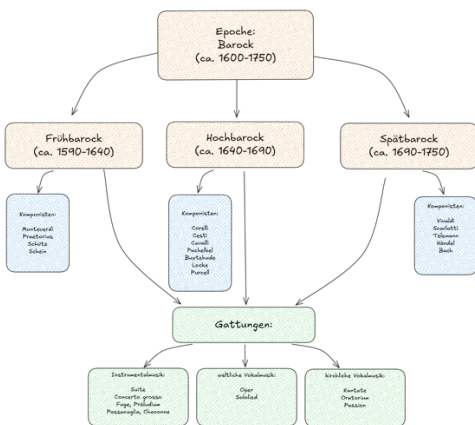 Epoche:
Barock
(ca. 1600-1750)
Frühbarock
(ca. 1590-1640)
Hochbarock
(ca. 1640-1690)
Spätbarock
(ca. 1690-1750)
Komponisten:
Monteverdi
Praetorius
Schütz
Schein
Komponisten:
Corelli
Cesti
Cavalli
Pachelbel
Buxtehude
Locke
Purcell
Komponisten:
Vivaldi
Scarlatti
Telemann
Händel
Bach
Gattungen:
Instrumentalmusik:
Suite
Concerto grosso
Fuge, Präludium
Passacaglia, Chaconne
weltliche Vokalmusik:
Oper
Sololied
kirchliche Vokalmusik:
Kantate
Oratorium
Passion